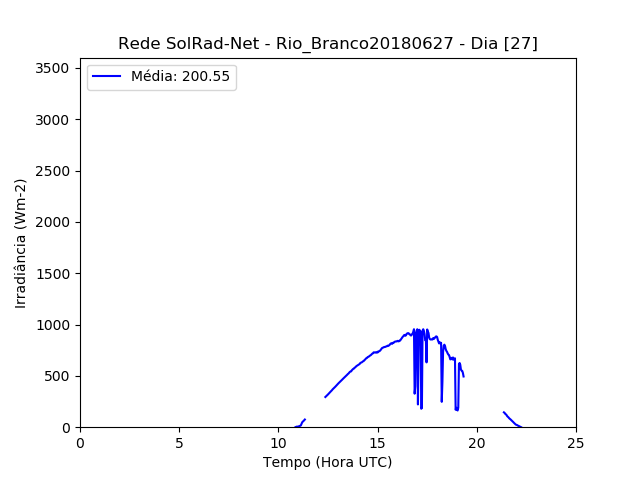 Rede SolRad-Net - Rio_Branco20180627 - Dia [27]
Média: 200.55
3500
3000
2500
2000
1500
1000
500
0
Irradiância (Wm-2)
0 5 10 15 20 25
Tempo (Hora UTC)